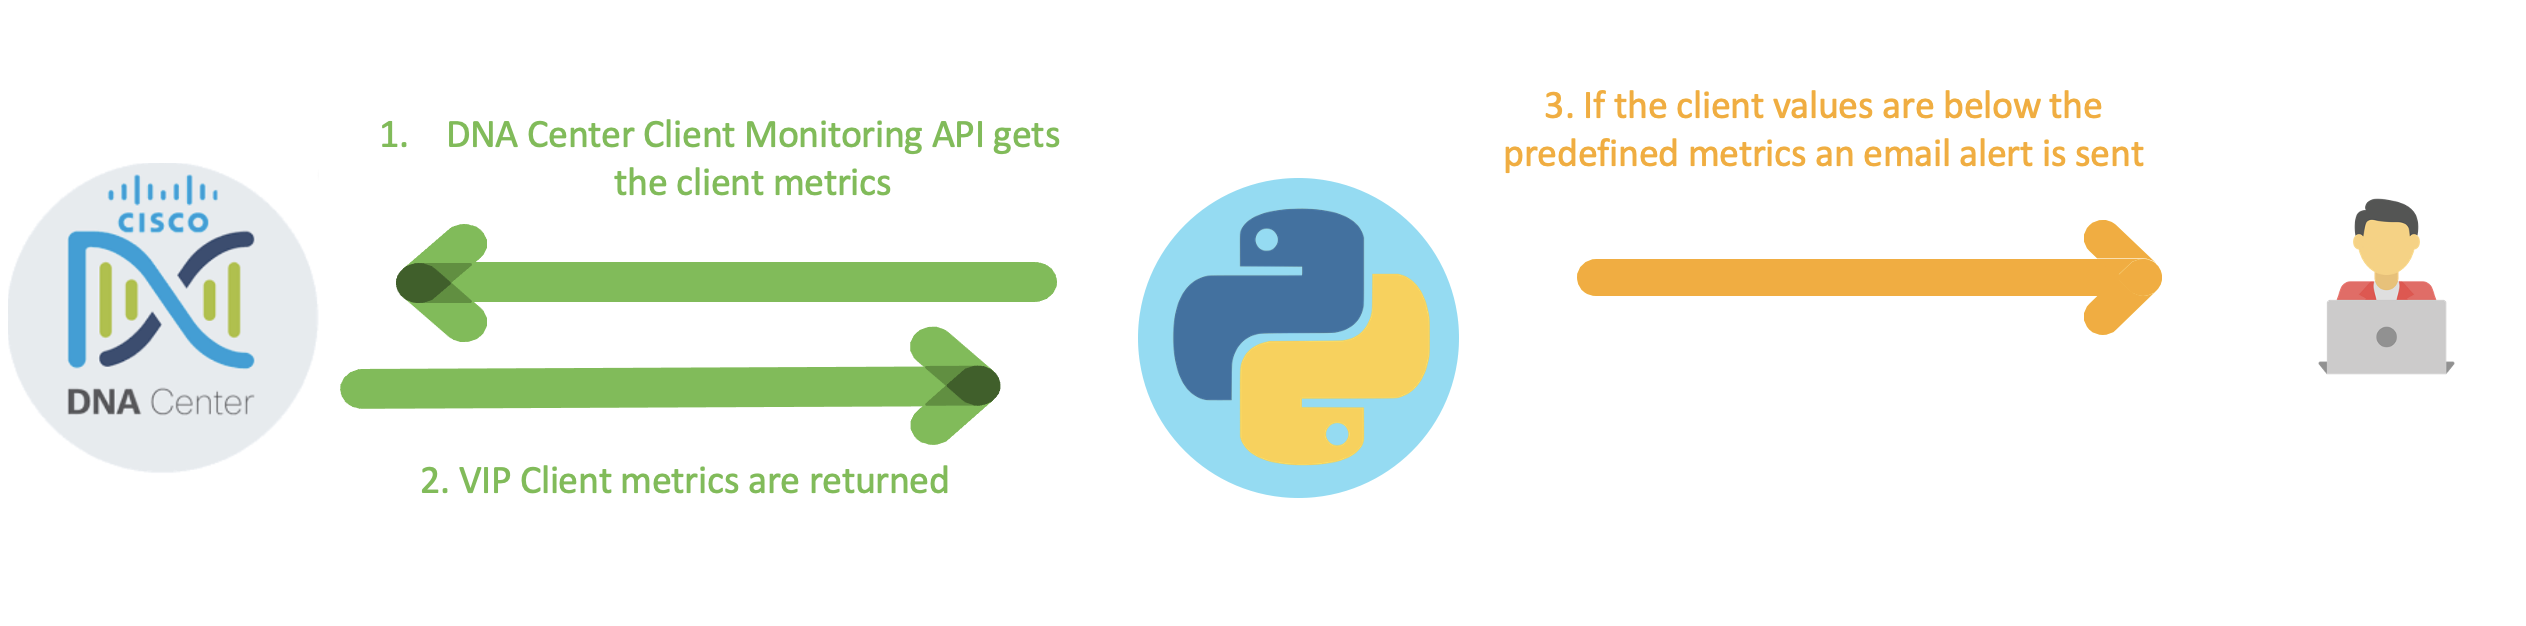 1. DNA Center Client Monitoring API gets
the client metrics
3. If the client values are below the
predefined metrics an email alert is sent
CISCO
DNA Center
2. VIP Client metrics are returned